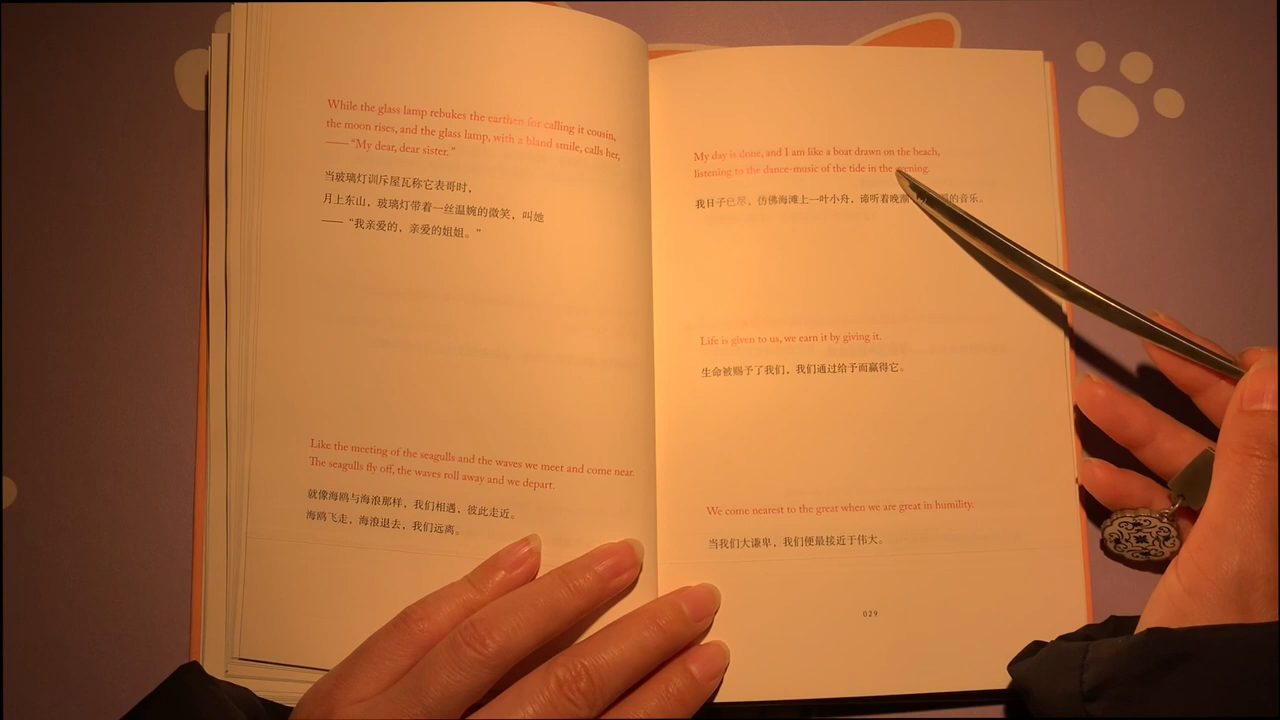 While the glass lamp rebukes the earthen for calling it cousin,
the moon rises, and the glass lamp, with a bland smile, calls her,
—— “My dear, dear sister.”
当玻璃灯训斥屋瓦称它表哥时，
月上东山，玻璃灯带着一丝温婉的微笑，叫她
—— “我亲爱的，亲爱的姐姐。”
Like the meeting of the seagulls and the waves we meet and come near.
The seagulls fly off, the waves roll away and we depart.
就像海鸥与海浪那样，我们相遇，彼此走近。
海鸥飞走，海浪退去，我们远离。
My day is done, and I am like a boat drawn on the beach,
listening to the dance-music of the tide in the evening.
我日子已尽，仿佛海滩上一叶小舟，谛听着晚潮 的音乐。
Life is given to us, we earn it by giving it.
生命被赐予了我们，我们通过给予而赢得它。
We come nearest to the great when we are great in humility.
当我们大谦卑，我们便最接近于伟大。
029